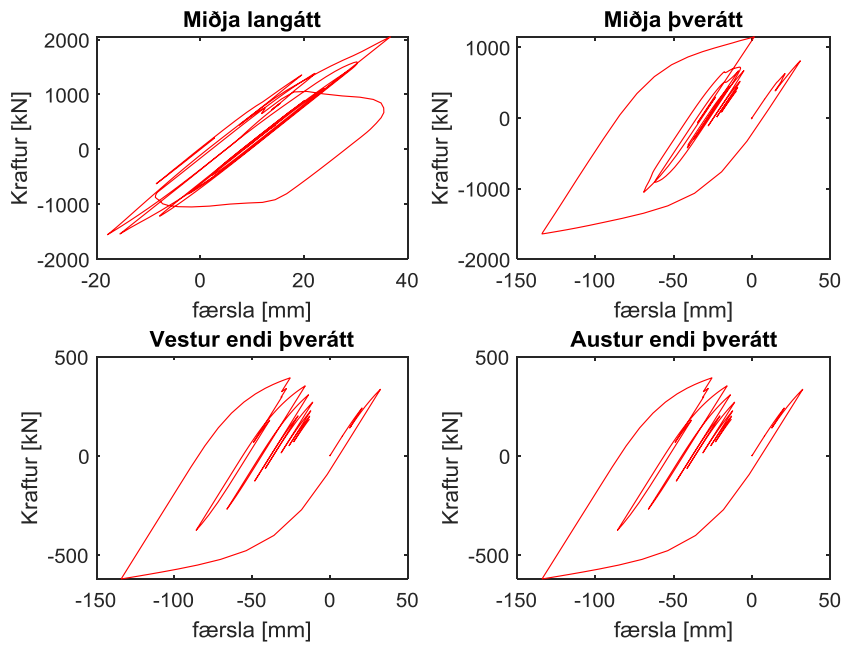 Miðja langátt
Kraftur [kN]
2000
1000
0
-1000
-2000
-20 0 20 40
færsla [mm]
Miðja þverátt
Kraftur [kN]
1000
0
-1000
-2000
-150 -100 -50 0 50
færsla [mm]
Vestur endi þverátt
Kraftur [kN]
500
0
-500
-150 -100 -50 0 50
færsla [mm]
Austur endi þverátt
Kraftur [kN]
500
0
-500
-150 -100 -50 0 50
færsla [mm]